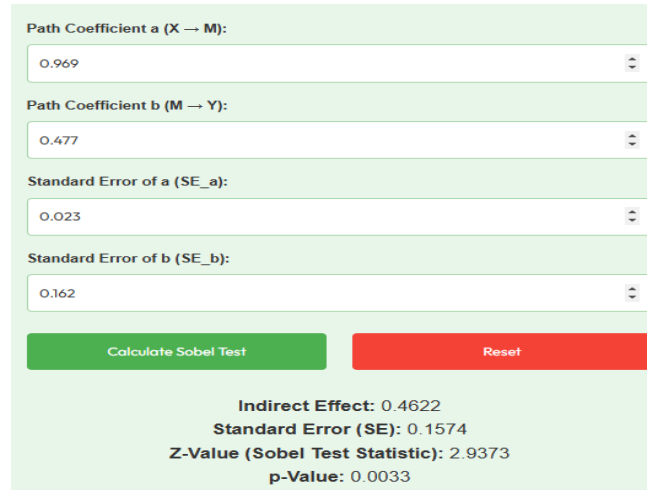 Path Coefficient a (X → M):
0.969
Path Coefficient b (M → Y):
0.477
Standard Error of a (SE_a):
0.023
Standard Error of b (SE_b):
0.162
Calculate Sobel Test Reset
Indirect Effect: 0.4622
Standard Error (SE): 0.1574
Z-Value (Sobel Test Statistic): 2.9373
p-Value: 0.0033